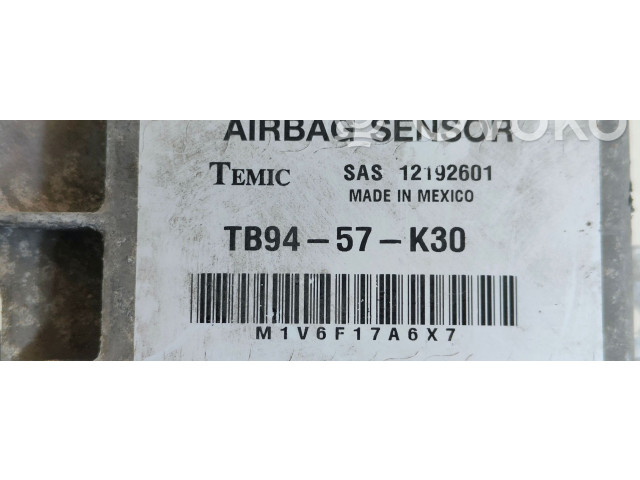 AIRBAG SENSOR
TEMIC SAS 12192601
MADE IN MEXICO
TB94-57-K30
M1V6F17A6X7